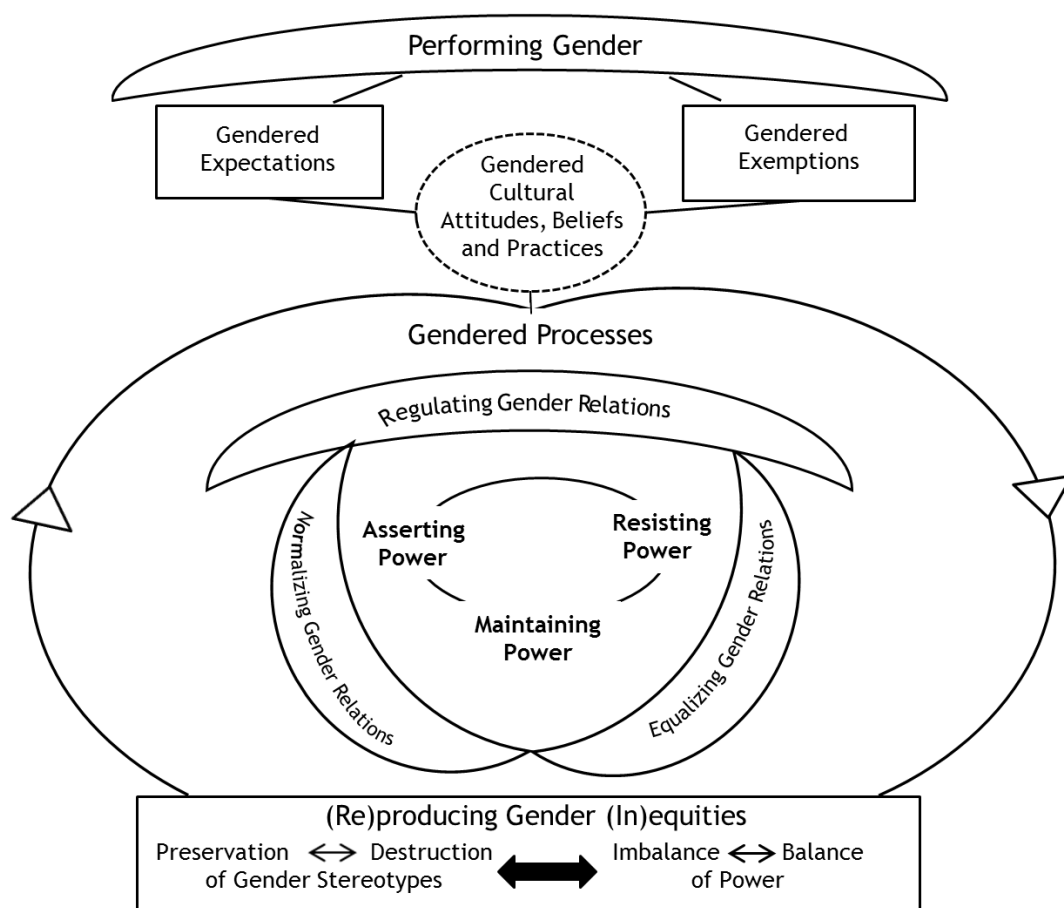 Performing Gender
Gendered
Expectations
Gendered
Exemptions
Gendered
Cultural
Attitudes, Beliefs
and Practices
Gendered Processes
Regulating Gender Relations
Normalizing Gender Relations
Asserting
Power
Resisting
Power
Maintaining
Power
Equalizing Gender Relations
(Re)producing Gender (In)equities
Preservation Destruction
of Gender Stereotypes
Imbalance Balance
of Power